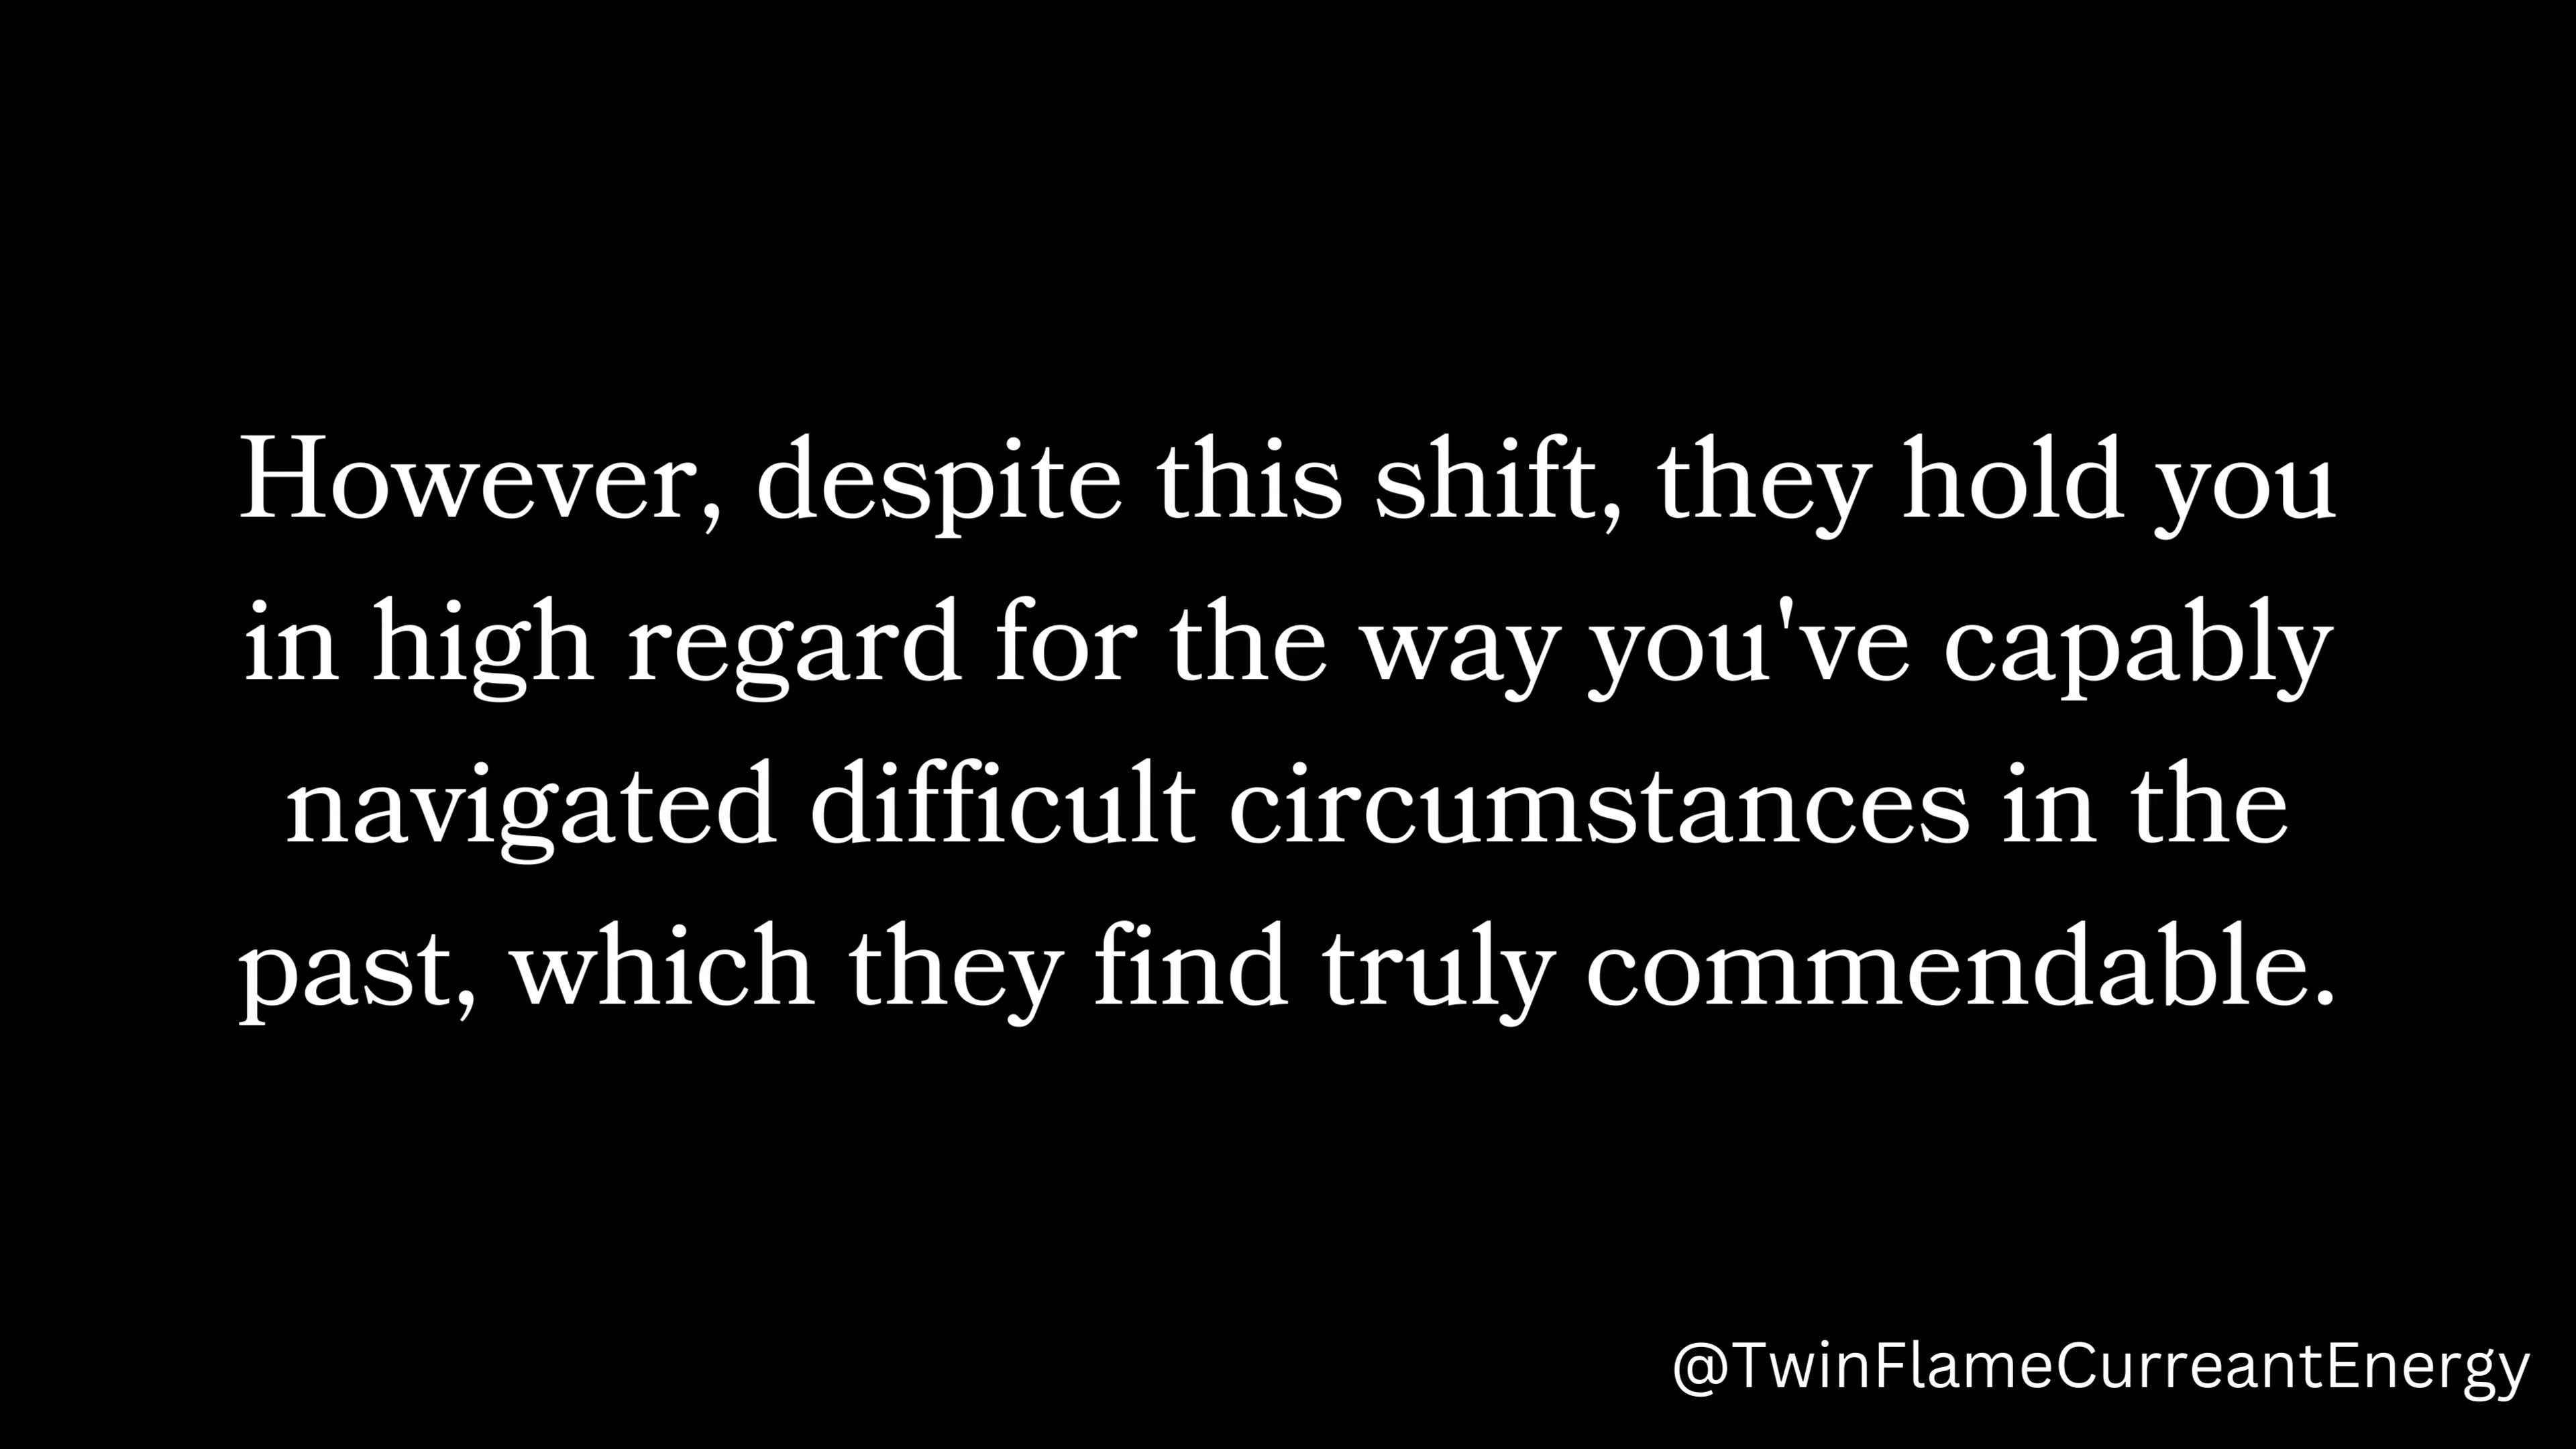 However, despite this shift, they hold you
in high regard for the way you've capably
navigated difficult circumstances in the
past, which they find truly commendable.
@TwinFlameCurreantEnergy